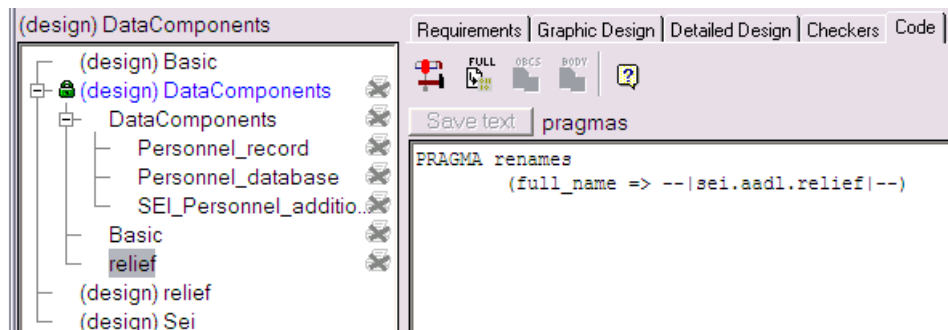 (design) DataComponents
(design) Basic
(design) DataComponents
DataComponents
Personnel_record
Personnel_database
SEI_Personnel_additio..
Basic
relief
(design) relief
(design) Sei
Requirements Graphic Design Detailed Design Checkers Code
FULL OBCS BODY
Save text pragmas
PRAGMA renames
(full_name => --|sei.aadl.relief|--)